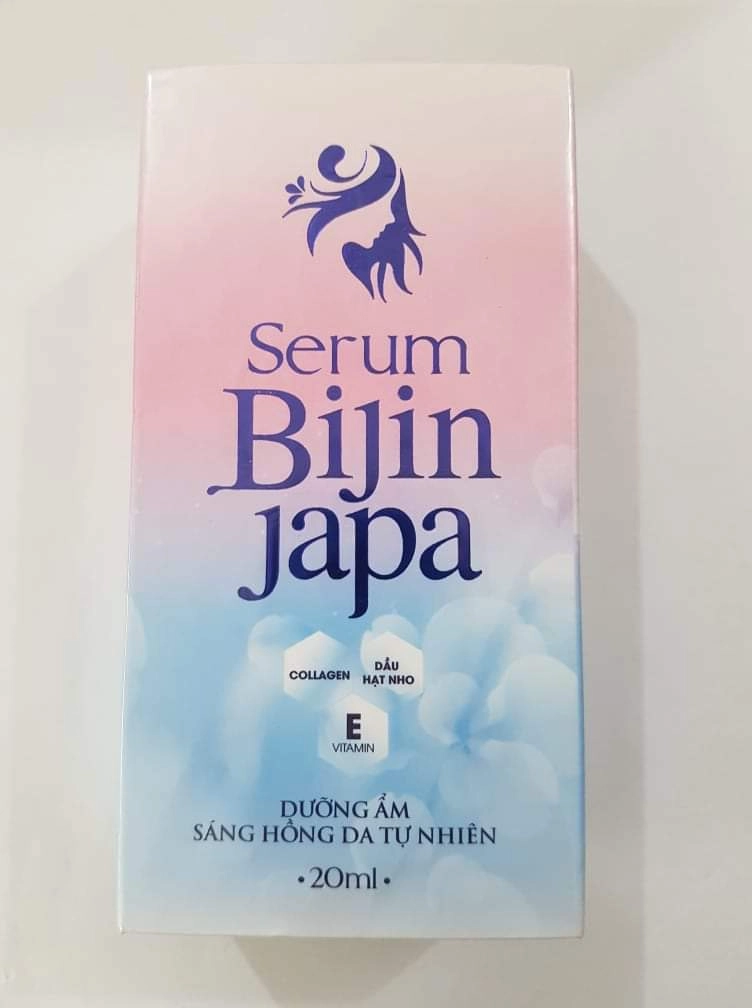 Serum
Bijin
japa
COLLAGEN
DẦU
HẠT NHO
E
VITAMIN
DƯỠNG ẨM
SÁNG HỒNG DA TỰ NHIÊN
• 20ml •